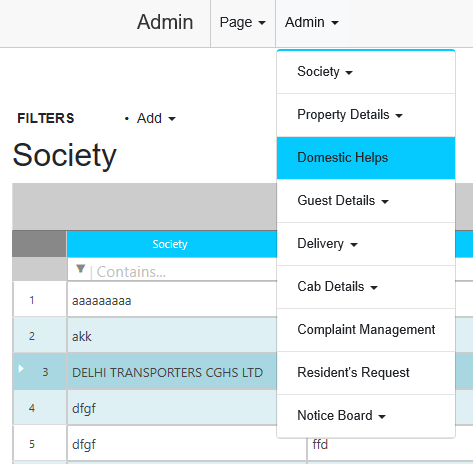 Admin Page Admin
Society
Property Details
FILTERS • Add
Society
Domestic Helps
Guest Details
Delivery
Society
Contains...
Cab Details
1 aaaaaaaaa
2 akk
Complaint Management
3 DELHI TRANSPORTERS CGHS LTD
Resident's Request
4 dfgf
Notice Board
5 dfgf ffd